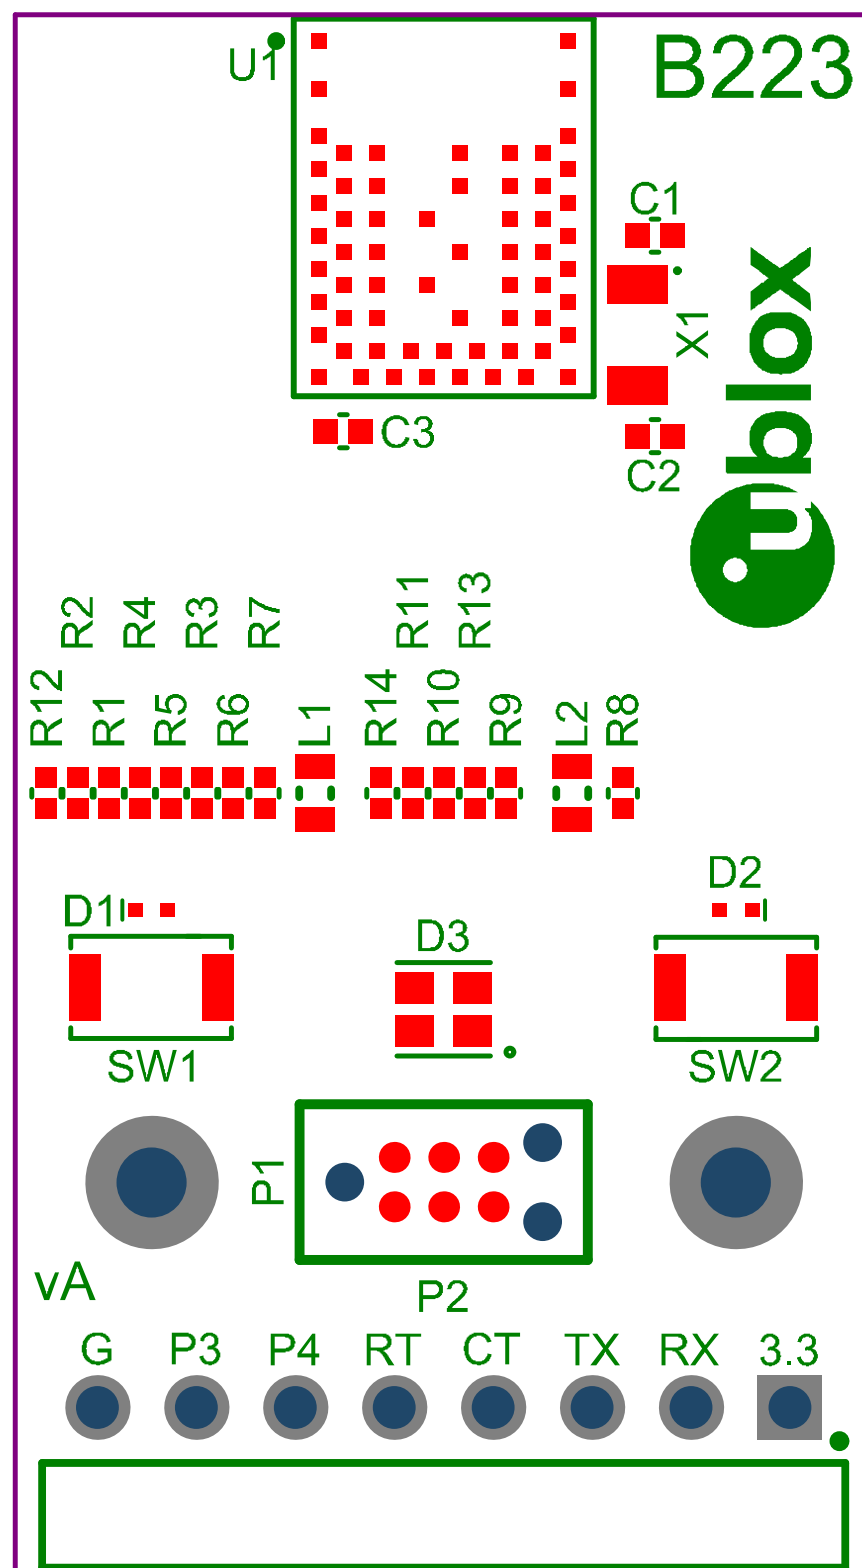 U1
B223
C1
X1
ublox
C3
C2
R2 R4 R3 R7 R11 R13
R12 R1 R5 R6 L1 R14 R10 R9 L2 R8
D1
D2
D3
SW1
SW2
P1
vA
P2
G P3 P4 RT CT TX RX 3.3